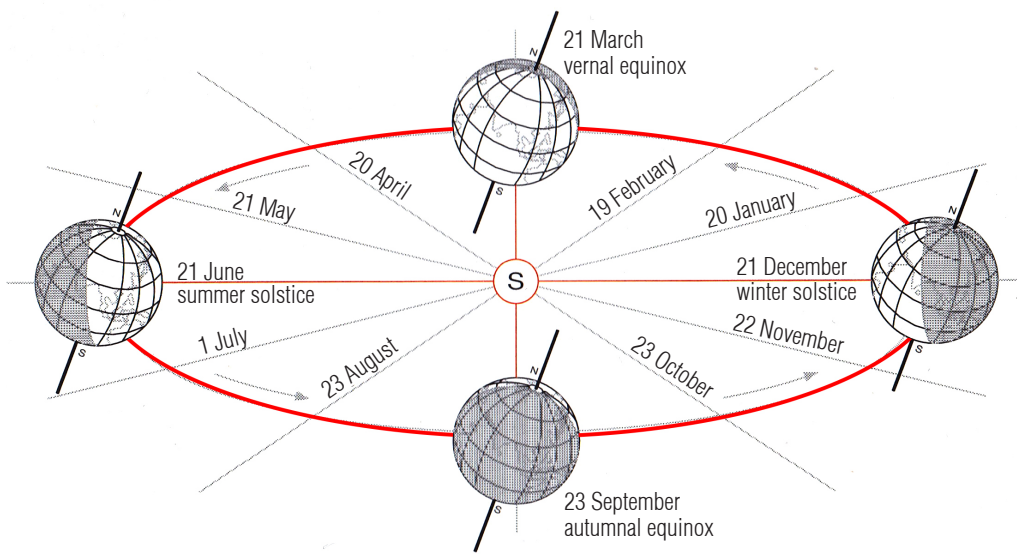 N
21 March
vernal equinox
S
20 April
19 February
21 May
20 January
N
N
21 June
summer solstice
S
21 December
winter solstice
S
S
1 July
22 November
23 August
23 October
N
S
23 September
autumnal equinox